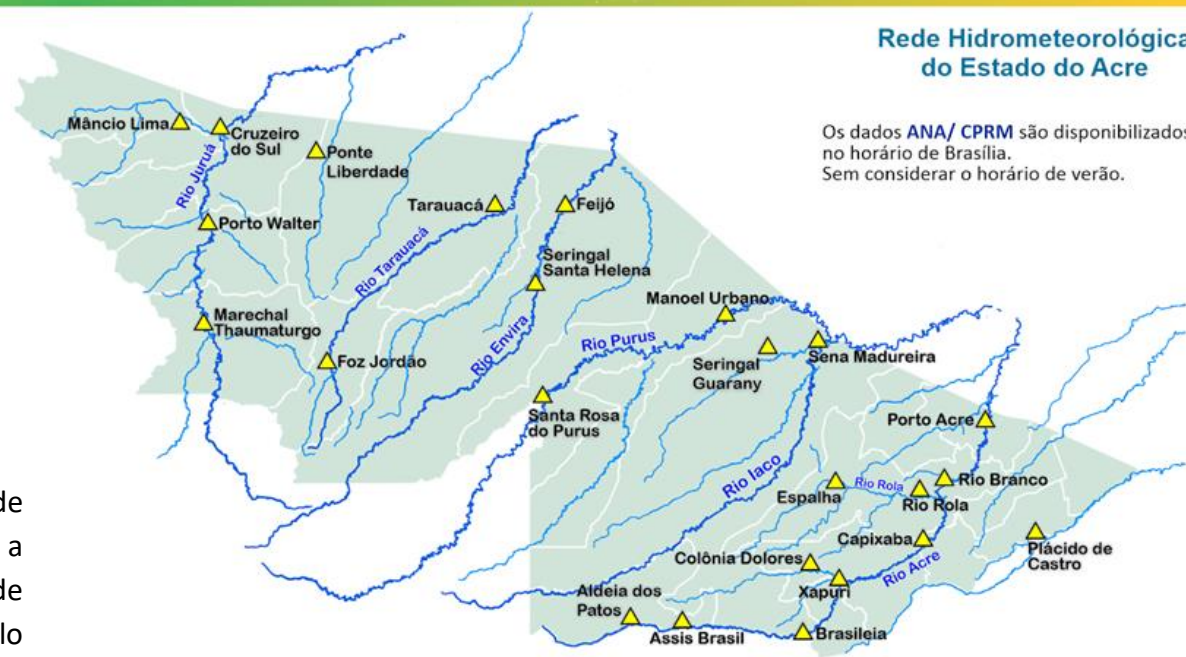 Rede Hidrometeorológica
do Estado do Acre
Os dados ANA/ CPRM são disponibilizados
no horário de Brasília.
Sem considerar o horário de verão.
Mâncio Lima
Cruzeiro
do Sul
Ponte
Liberdade
Rio Juruá
Porto Walter
Tarauacá
Feijó
Rio Tarauacá
Seringal
Santa Helena
Marechal
Thaumaturgo
Foz Jordão
Rio Envira
Manoel Urbano
Rio Purus
Seringal
Guarany
Sena Madureira
Santa Rosa
do Purus
Porto Acre
Rio Iaco
Espalha
Rio Rola
Rio Rola
Rio Branco
Capixaba
Plácido de
Castro
Colônia Dolores
Xapuri
Rio Acre
Aldeia dos
Patos
Assis Brasil
Brasileia
de
a
de
lo